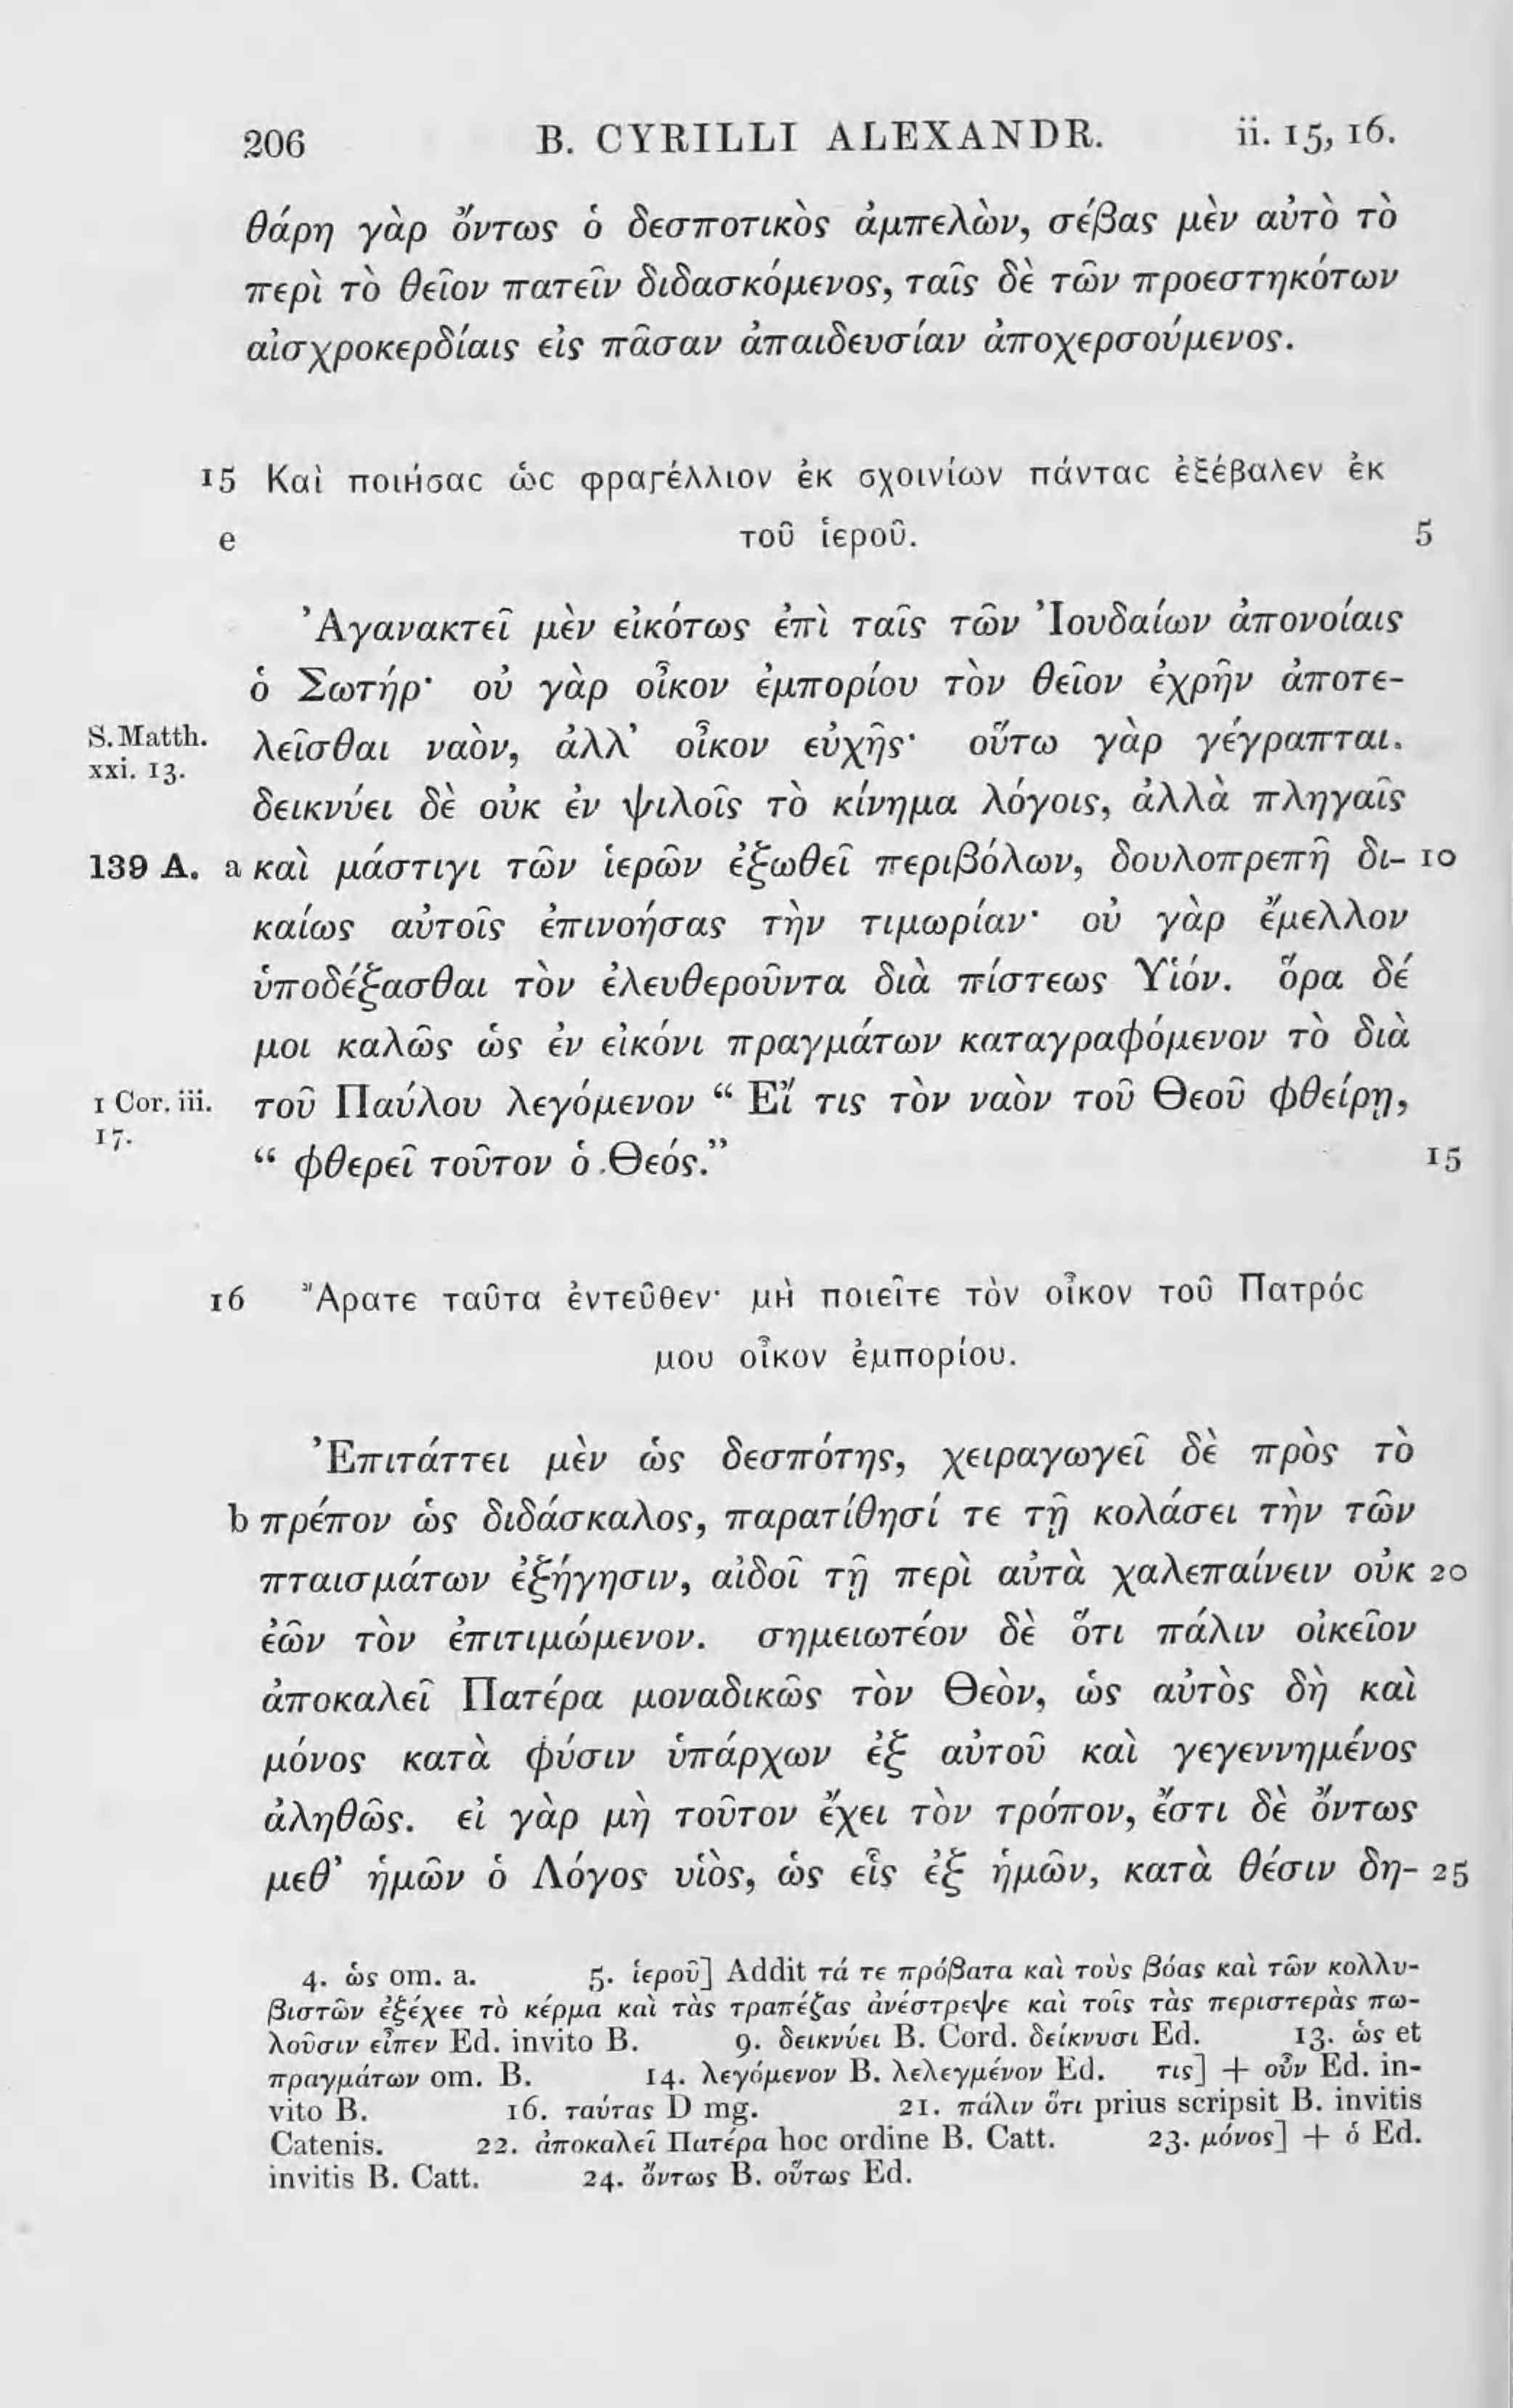 206 B. CYRILLI ALEXANDR. ii. 15, 16.
θάρη γὰρ ὄντως ὁ δεσποτικὸς ἀμπελὼν, σέβας μὲν αὐτὸ τὸ
περὶ τὸ θεῖον πατεῖν διδασκόμενος, ταῖς δὲ τῶν προεστηκότων
αἰσχροκερδίαις εἰς πᾶσαν ἀπαιδευσίαν ἀποχερσούμενος.
15 Καὶ ποιήσας ὡς φραγέλλιον ἐκ σχοινίων πάντας ἐξέβαλεν ἐκ
e τοῦ ἱεροῦ. 5
Ἀγανακτεῖ μὲν εἰκότως ἐπὶ ταῖς τῶν Ἰουδαίων ἀπονοίαις
ὁ Σωτήρ· οὐ γὰρ οἶκον ἐμπορίου τὸν θεῖον ἐχρῆν ἀποτε-
S. Matth. xxi. 13. λεῖσθαι ναὸν, ἀλλ’ οἶκον εὐχῆς· οὕτω γὰρ γέγραπται.
δεικνύει δὲ οὐκ ἐν ψιλοῖς τὸ κίνημα λόγοις, ἀλλὰ πληγαῖς
139 A. a καὶ μάστιγι τῶν ἱερῶν ἐξωθεῖ περιβόλων, δουλοπρεπῆ δι- 10
καίως αὐτοῖς ἐπινοήσας τὴν τιμωρίαν· οὐ γὰρ ἔμελλον
ὑποδέξασθαι τὸν ἐλευθεροῦντα διὰ πίστεως Υἱόν. ὅρα δέ
μοι καλῶς ὡς ἐν εἰκόνι πραγμάτων καταγραφόμενον τὸ διὰ
1 Cor. iii. 17. τοῦ Παύλου λεγόμενον “ Εἴ τις τὸν ναὸν τοῦ Θεοῦ φθείρῃ,
“ φθερεῖ τοῦτον ὁ Θεός.” 15
16 Ἄρατε ταῦτα ἐντεῦθεν· μὴ ποιεῖτε τὸν οἶκον τοῦ Πατρός
μου οἶκον ἐμπορίου.
Ἐπιτάττει μὲν ὡς δεσπότης, χειραγωγεῖ δὲ πρὸς τὸ
b πρέπον ὡς διδάσκαλος, παρατίθησί τε τῇ κολάσει τὴν τῶν
πταισμάτων ἐξήγησιν, αἰδοῖ τῇ περὶ αὐτὰ χαλεπαίνειν οὐκ 20
ἐῶν τὸν ἐπιτιμώμενον. σημειωτέον δὲ ὅτι πάλιν οἰκεῖον
ἀποκαλεῖ Πατέρα μοναδικῶς τὸν Θεὸν, ὡς αὐτὸς δὴ καὶ
μόνος κατὰ φύσιν ὑπάρχων ἐξ αὐτοῦ καὶ γεγεννημένος
ἀληθῶς. εἰ γὰρ μὴ τοῦτον ἔχει τὸν τρόπον, ἔστι δὲ ὄντως
μεθ’ ἡμῶν ὁ Λόγος υἱὸς, ὡς εἷς ἐξ ἡμῶν, κατὰ θέσιν δη- 25
4. ὡς om. a. 5. ἱεροῦ] Addit τά τε πρόβατα καὶ τοὺς βόας καὶ τῶν κολλυ-
βιστῶν ἐξέχεε τὸ κέρμα καὶ τὰς τραπέζας ἀνέστρεψε καὶ τοῖς τὰς περιστερὰς πω-
λοῦσιν εἶπεν Ed. invito B. 9. δεικνύει B. Cord. δείκνυσι Ed. 13. ὡς et
πραγμάτων om. B. 14. λεγόμενον B. λελεγμένον Ed. τις] + οὖν Ed. in-
vito B. 16. ταύτας D mg. 21. πάλιν ὅτι prius scripsit B. invitis
Catenis. 22. ἀποκαλεῖ Πατέρα hoc ordine B. Catt. 23. μόνος] + ὁ Ed.
invitis B. Catt. 24. ὄντως B. οὕτως Ed.